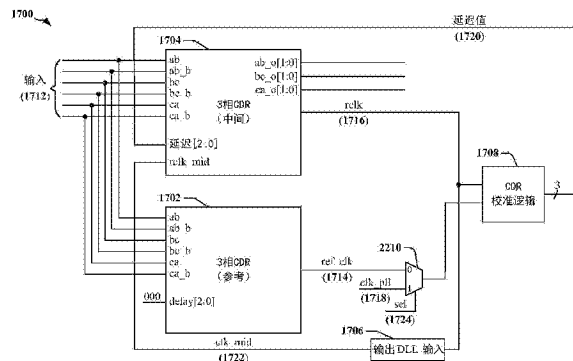 1700
延迟值
(1720)
1704
输入
(1712)
ab
ab_b
bc
bc_b
ca
ca_b
ab_o[1:0]
bc_o[1:0]
ca_o[1:0]
3相CDR
(中间)
rclk
(1716)
延迟[2:0]
rclk_mid
1708
CDR
校准逻辑
3
1702
ab
ab_b
bc
bc_b
ca
ca_b
3相CDR
(参考)
000
delay[2:0]
ref_clk
(1714)
2210
0
1
clk_pll
(1718)
sel
(1724)
clk_mid
(1722)
1706
输出 DLL 输入